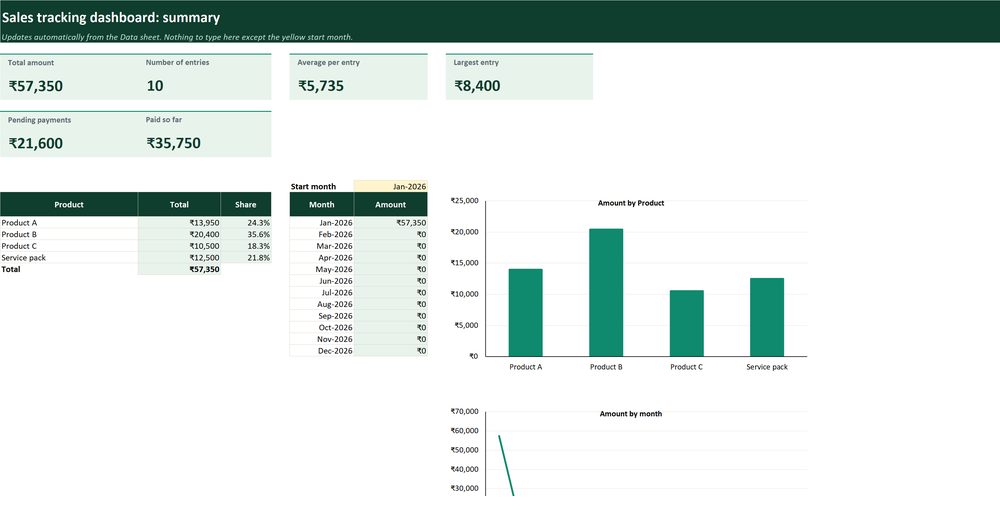 Sales tracking dashboard: summary
Updates automatically from the Data sheet. Nothing to type here except the yellow start month.
Total amount Number of entries Average per entry Largest entry
₹57,350 10 ₹5,735 ₹8,400
Pending payments Paid so far
₹21,600 ₹35,750
Start month Jan-2026
Product Total Share
Product A ₹13,950 24.3%
Product B ₹20,400 35.6%
Product C ₹10,500 18.3%
Service pack ₹12,500 21.8%
Total ₹57,350
Month Amount
Jan-2026 ₹57,350
Feb-2026 ₹0
Mar-2026 ₹0
Apr-2026 ₹0
May-2026 ₹0
Jun-2026 ₹0
Jul-2026 ₹0
Aug-2026 ₹0
Sep-2026 ₹0
Oct-2026 ₹0
Nov-2026 ₹0
Dec-2026 ₹0
Amount by Product
₹25,000
₹20,000
₹15,000
₹10,000
₹5,000
₹0
Product A Product B Product C Service pack
Amount by month
₹70,000
₹60,000
₹50,000
₹40,000
₹30,000